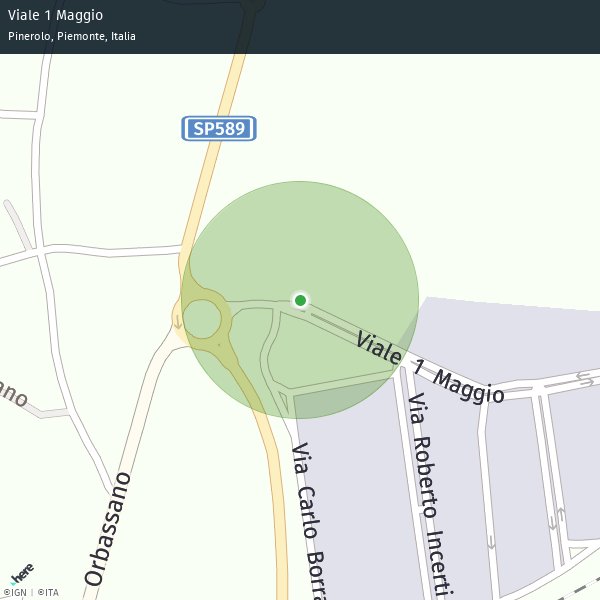 Viale 1 Maggio
Pinerolo, Piemonte, Italia
SP589
Viale 1 Maggio
ano
Via Roberto Incerti
Via Carlo Borra
Orbassano
here
©IGN | ©ITA